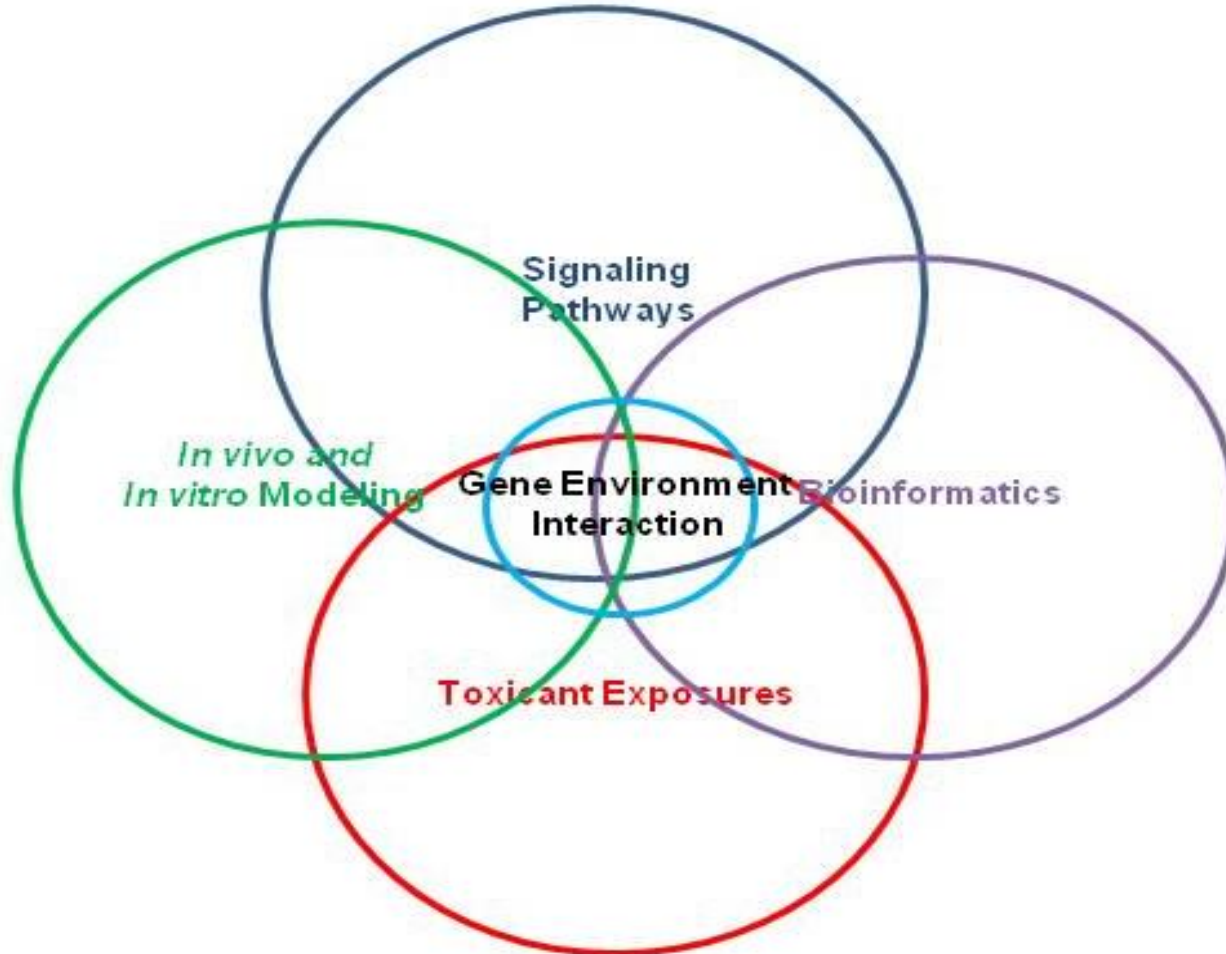 Signaling
Pathways
In vivo and
In vitro Modeling
Gene Environment
Interaction
Bioinformatics
Toxicant Exposures